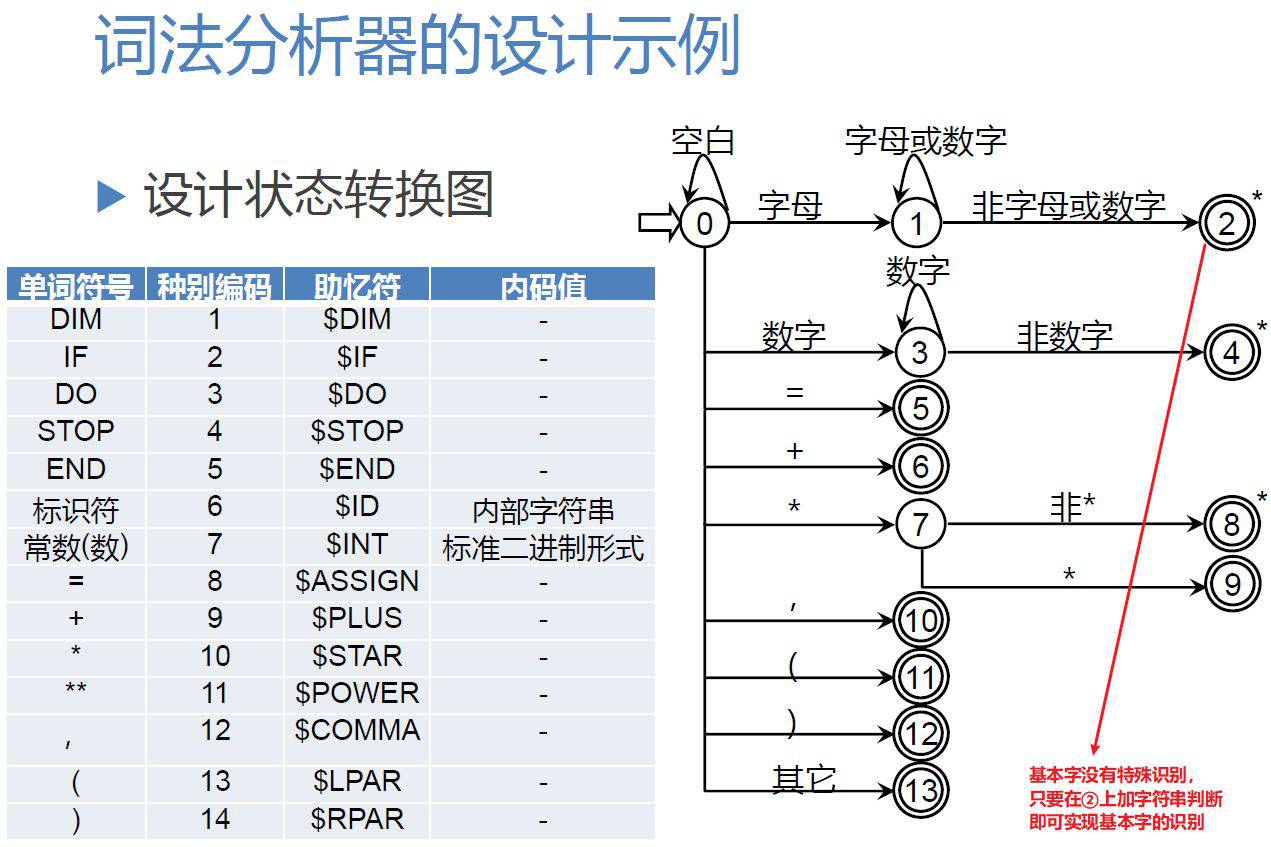 词法分析器的设计示例
设计状态转换图
单词符号 种别编码 助忆符 内码值
DIM 1 $DIM -
IF 2 $IF -
DO 3 $DO -
STOP 4 $STOP -
END 5 $END -
标识符 6 $ID 内部字符串
常数(数) 7 $INT 标准二进制形式
= 8 $ASSIGN -
+ 9 $PLUS -
* 10 $STAR -
** 11 $POWER -
, 12 $COMMA -
( 13 $LPAR -
) 14 $RPAR -
空白 字母或数字
0 字母 1 非字母或数字 2 *
数字
数字 3 非数字 4 *
= 5
+ 6
* 7 非* 8 *
* 9
, 10
( 11
) 12
其它 13
基本字没有特殊识别，
只要在②上加字符串判断
即可实现基本字的识别